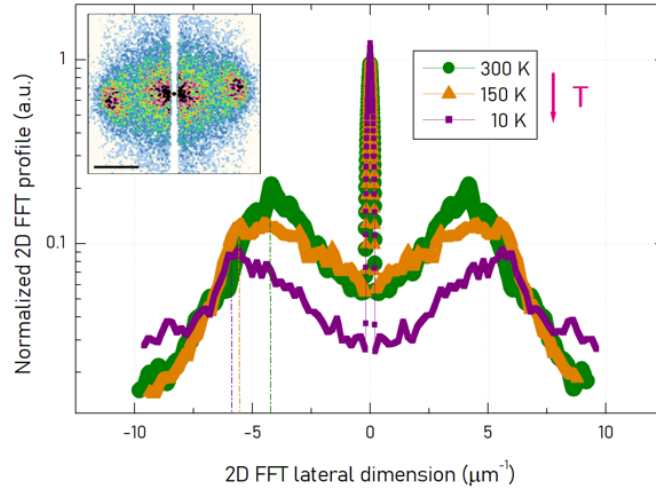 Normalized 2D FFT profile (a.u.)
1
0.1
300 K
150 K
10 K
T
-10
-5
0
5
10
2D FFT lateral dimension (μm⁻¹)